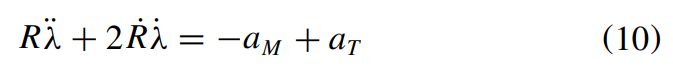 Rλ̈ + 2Ṙλ̇ = −a_M + a_T (10)